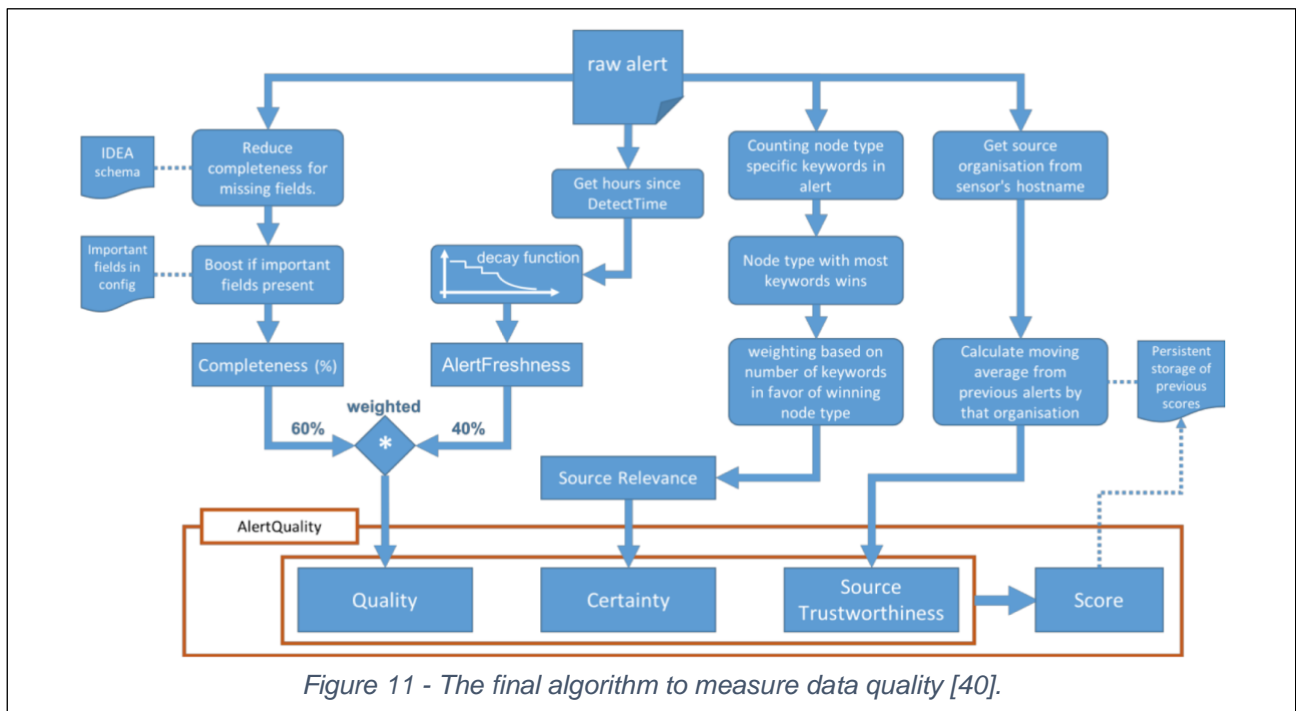 raw alert
IDEA
schema
Reduce
completeness for
missing fields.
Important
fields in
config
Boost if important
fields present
Completeness (%)
Get hours since
DetectTime
decay function
AlertFreshness
weighted
60%
*
40%
Counting node type
specific keywords in
alert
Node type with most
keywords wins
weighting based on
number of keywords
in favor of winning
node type
Source Relevance
Get source
organisation from
sensor's hostname
Calculate moving
average from
previous alerts by
that organisation
Persistent
storage of
previous
scores
AlertQuality
Quality
Certainty
Source
Trustworthiness
Score
Figure 11 - The final algorithm to measure data quality [40].